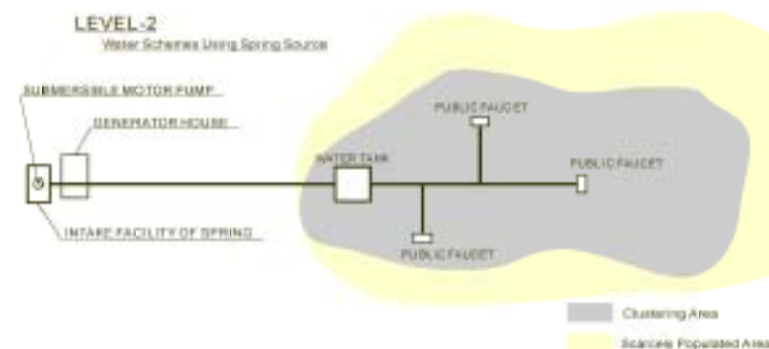 LEVEL-2
Water Schemes Using Spring Source
SUBMERSIBLE MOTOR PUMP
GENERATOR HOUSE
PUBLIC FAUCET
WATER TANK
PUBLIC FAUCET
INTAKE FACILITY OF SPRING
PUBLIC FAUCET
Clustering Area
Scarcely Populated Area